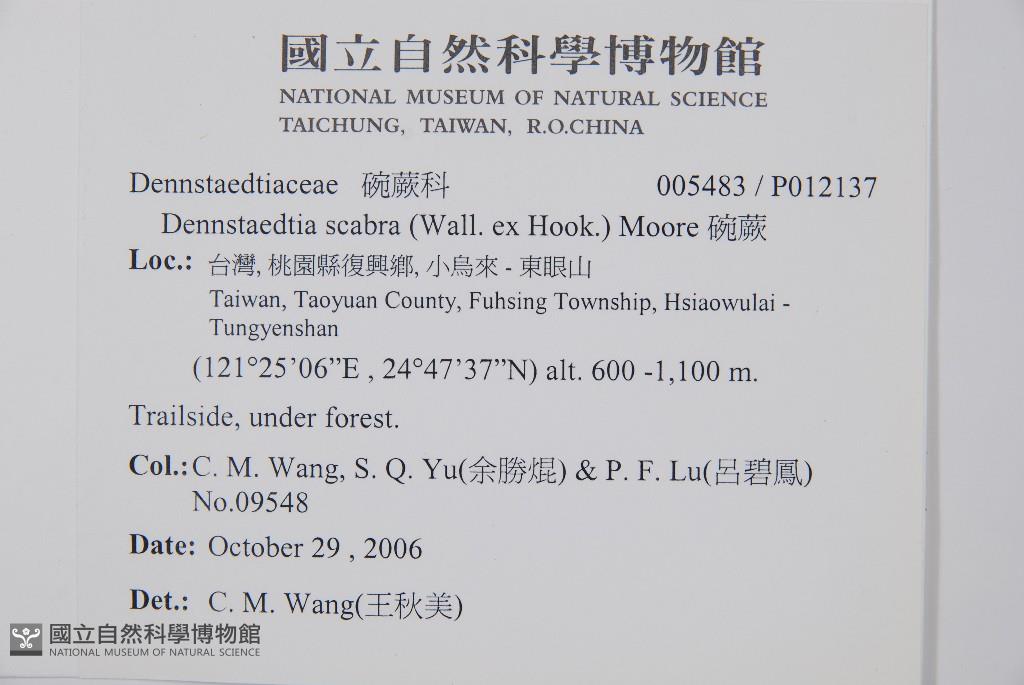 國立自然科學博物館
NATIONAL MUSEUM OF NATURAL SCIENCE
TAICHUNG, TAIWAN, R.O.CHINA
Dennstaedtiaceae 碗蕨科 005483 / P012137
Dennstaedtia scabra (Wall. ex Hook.) Moore 碗蕨
Loc.: 台灣, 桃園縣復興鄉, 小烏來 - 東眼山
Taiwan, Taoyuan County, Fuhsing Township, Hsiaowulai -
Tungyenshan
(121°25’06”E , 24°47’37”N) alt. 600 -1,100 m.
Trailside, under forest.
Col.: C. M. Wang, S. Q. Yu(余勝焜) & P. F. Lu(呂碧鳳)
No.09548
Date: October 29 , 2006
Det.: C. M. Wang(王秋美)
國立自然科學博物館
NATIONAL MUSEUM OF NATURAL SCIENCE